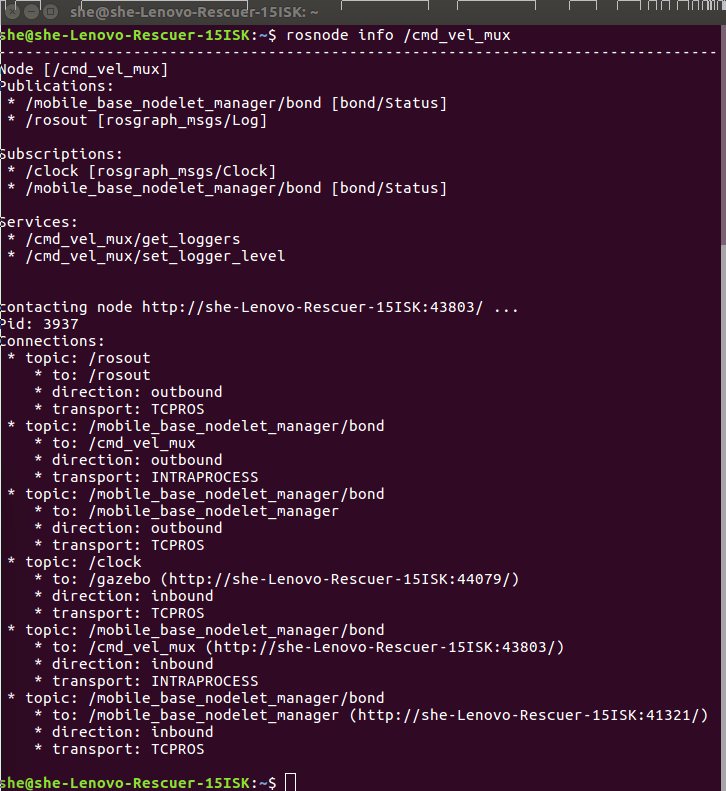 she@she-Lenovo-Rescuer-15ISK: ~
she@she-Lenovo-Rescuer-15ISK:~$ rosnode info /cmd_vel_mux
--------------------------------------------------------------------------------
Node [/cmd_vel_mux]
Publications:
 * /mobile_base_nodelet_manager/bond [bond/Status]
 * /rosout [rosgraph_msgs/Log]

Subscriptions:
 * /clock [rosgraph_msgs/Clock]
 * /mobile_base_nodelet_manager/bond [bond/Status]

Services:
 * /cmd_vel_mux/get_loggers
 * /cmd_vel_mux/set_logger_level


contacting node http://she-Lenovo-Rescuer-15ISK:43803/ ...
Pid: 3937
Connections:
 * topic: /rosout
    * to: /rosout
    * direction: outbound
    * transport: TCPROS
 * topic: /mobile_base_nodelet_manager/bond
    * to: /cmd_vel_mux
    * direction: outbound
    * transport: INTRAPROCESS
 * topic: /mobile_base_nodelet_manager/bond
    * to: /mobile_base_nodelet_manager
    * direction: outbound
    * transport: TCPROS
 * topic: /clock
    * to: /gazebo (http://she-Lenovo-Rescuer-15ISK:44079/)
    * direction: inbound
    * transport: TCPROS
 * topic: /mobile_base_nodelet_manager/bond
    * to: /cmd_vel_mux (http://she-Lenovo-Rescuer-15ISK:43803/)
    * direction: inbound
    * transport: INTRAPROCESS
 * topic: /mobile_base_nodelet_manager/bond
    * to: /mobile_base_nodelet_manager (http://she-Lenovo-Rescuer-15ISK:41321/)
    * direction: inbound
    * transport: TCPROS

she@she-Lenovo-Rescuer-15ISK:~$